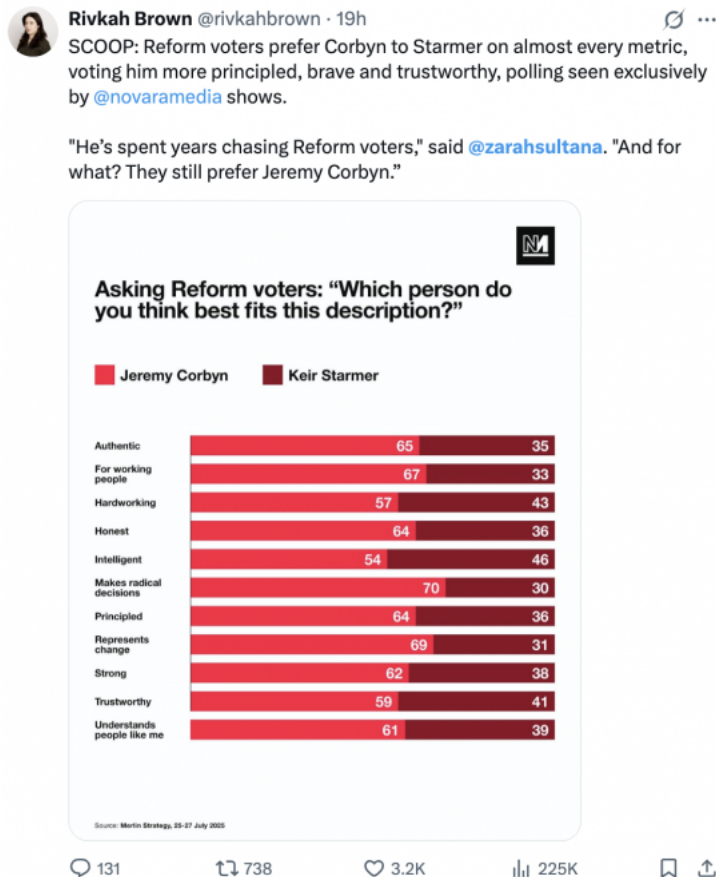 Rivkah Brown @rivkahbrown · 19h
SCOOP: Reform voters prefer Corbyn to Starmer on almost every metric,
voting him more principled, brave and trustworthy, polling seen exclusively
by @novaramedia shows.
"He's spent years chasing Reform voters," said @zarahsultana. "And for
what? They still prefer Jeremy Corbyn.”
NM
Asking Reform voters: “Which person do
you think best fits this description?”
Jeremy Corbyn Keir Starmer
Authentic 65 35
For working
people 67 33
Hardworking 57 43
Honest 64 36
Intelligent 54 46
Makes radical
decisions 70 30
Principled 64 36
Represents
change 69 31
Strong 62 38
Trustworthy 59 41
Understands
people like me 61 39
Source: Merlin Strategy, 25-27 July 2025
131 738 3.2K 225K